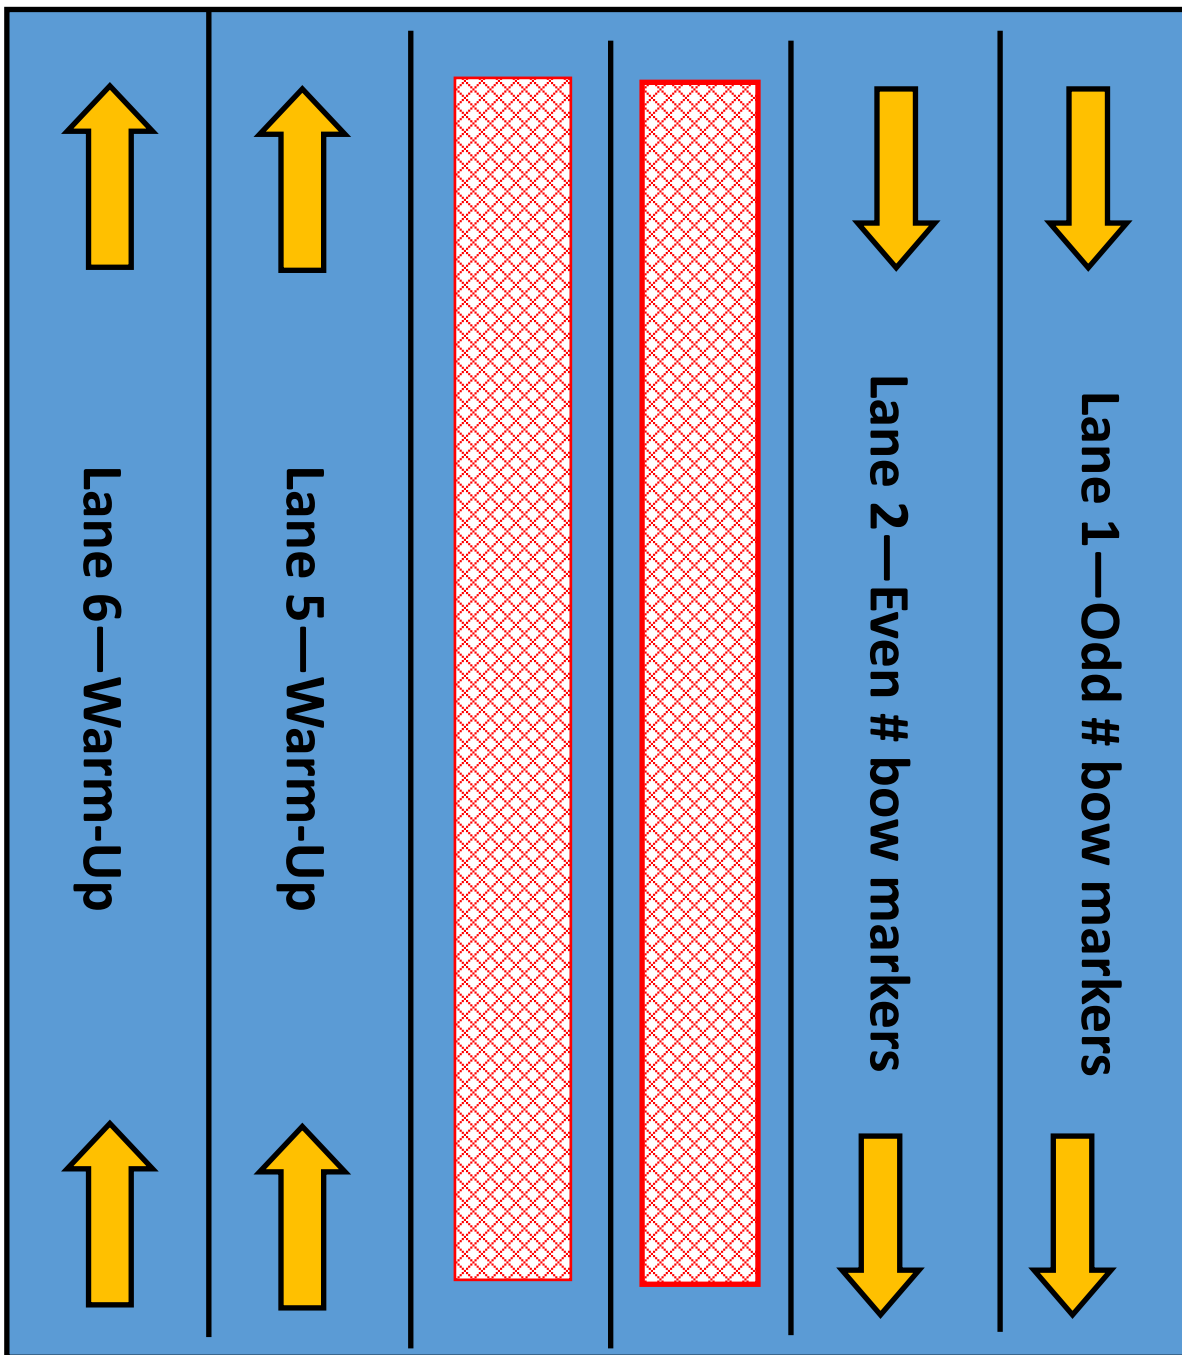 Lane 1—Odd # bow markers
Lane 2—Even # bow markers
Lane 5—Warm-Up
Lane 6—Warm-Up